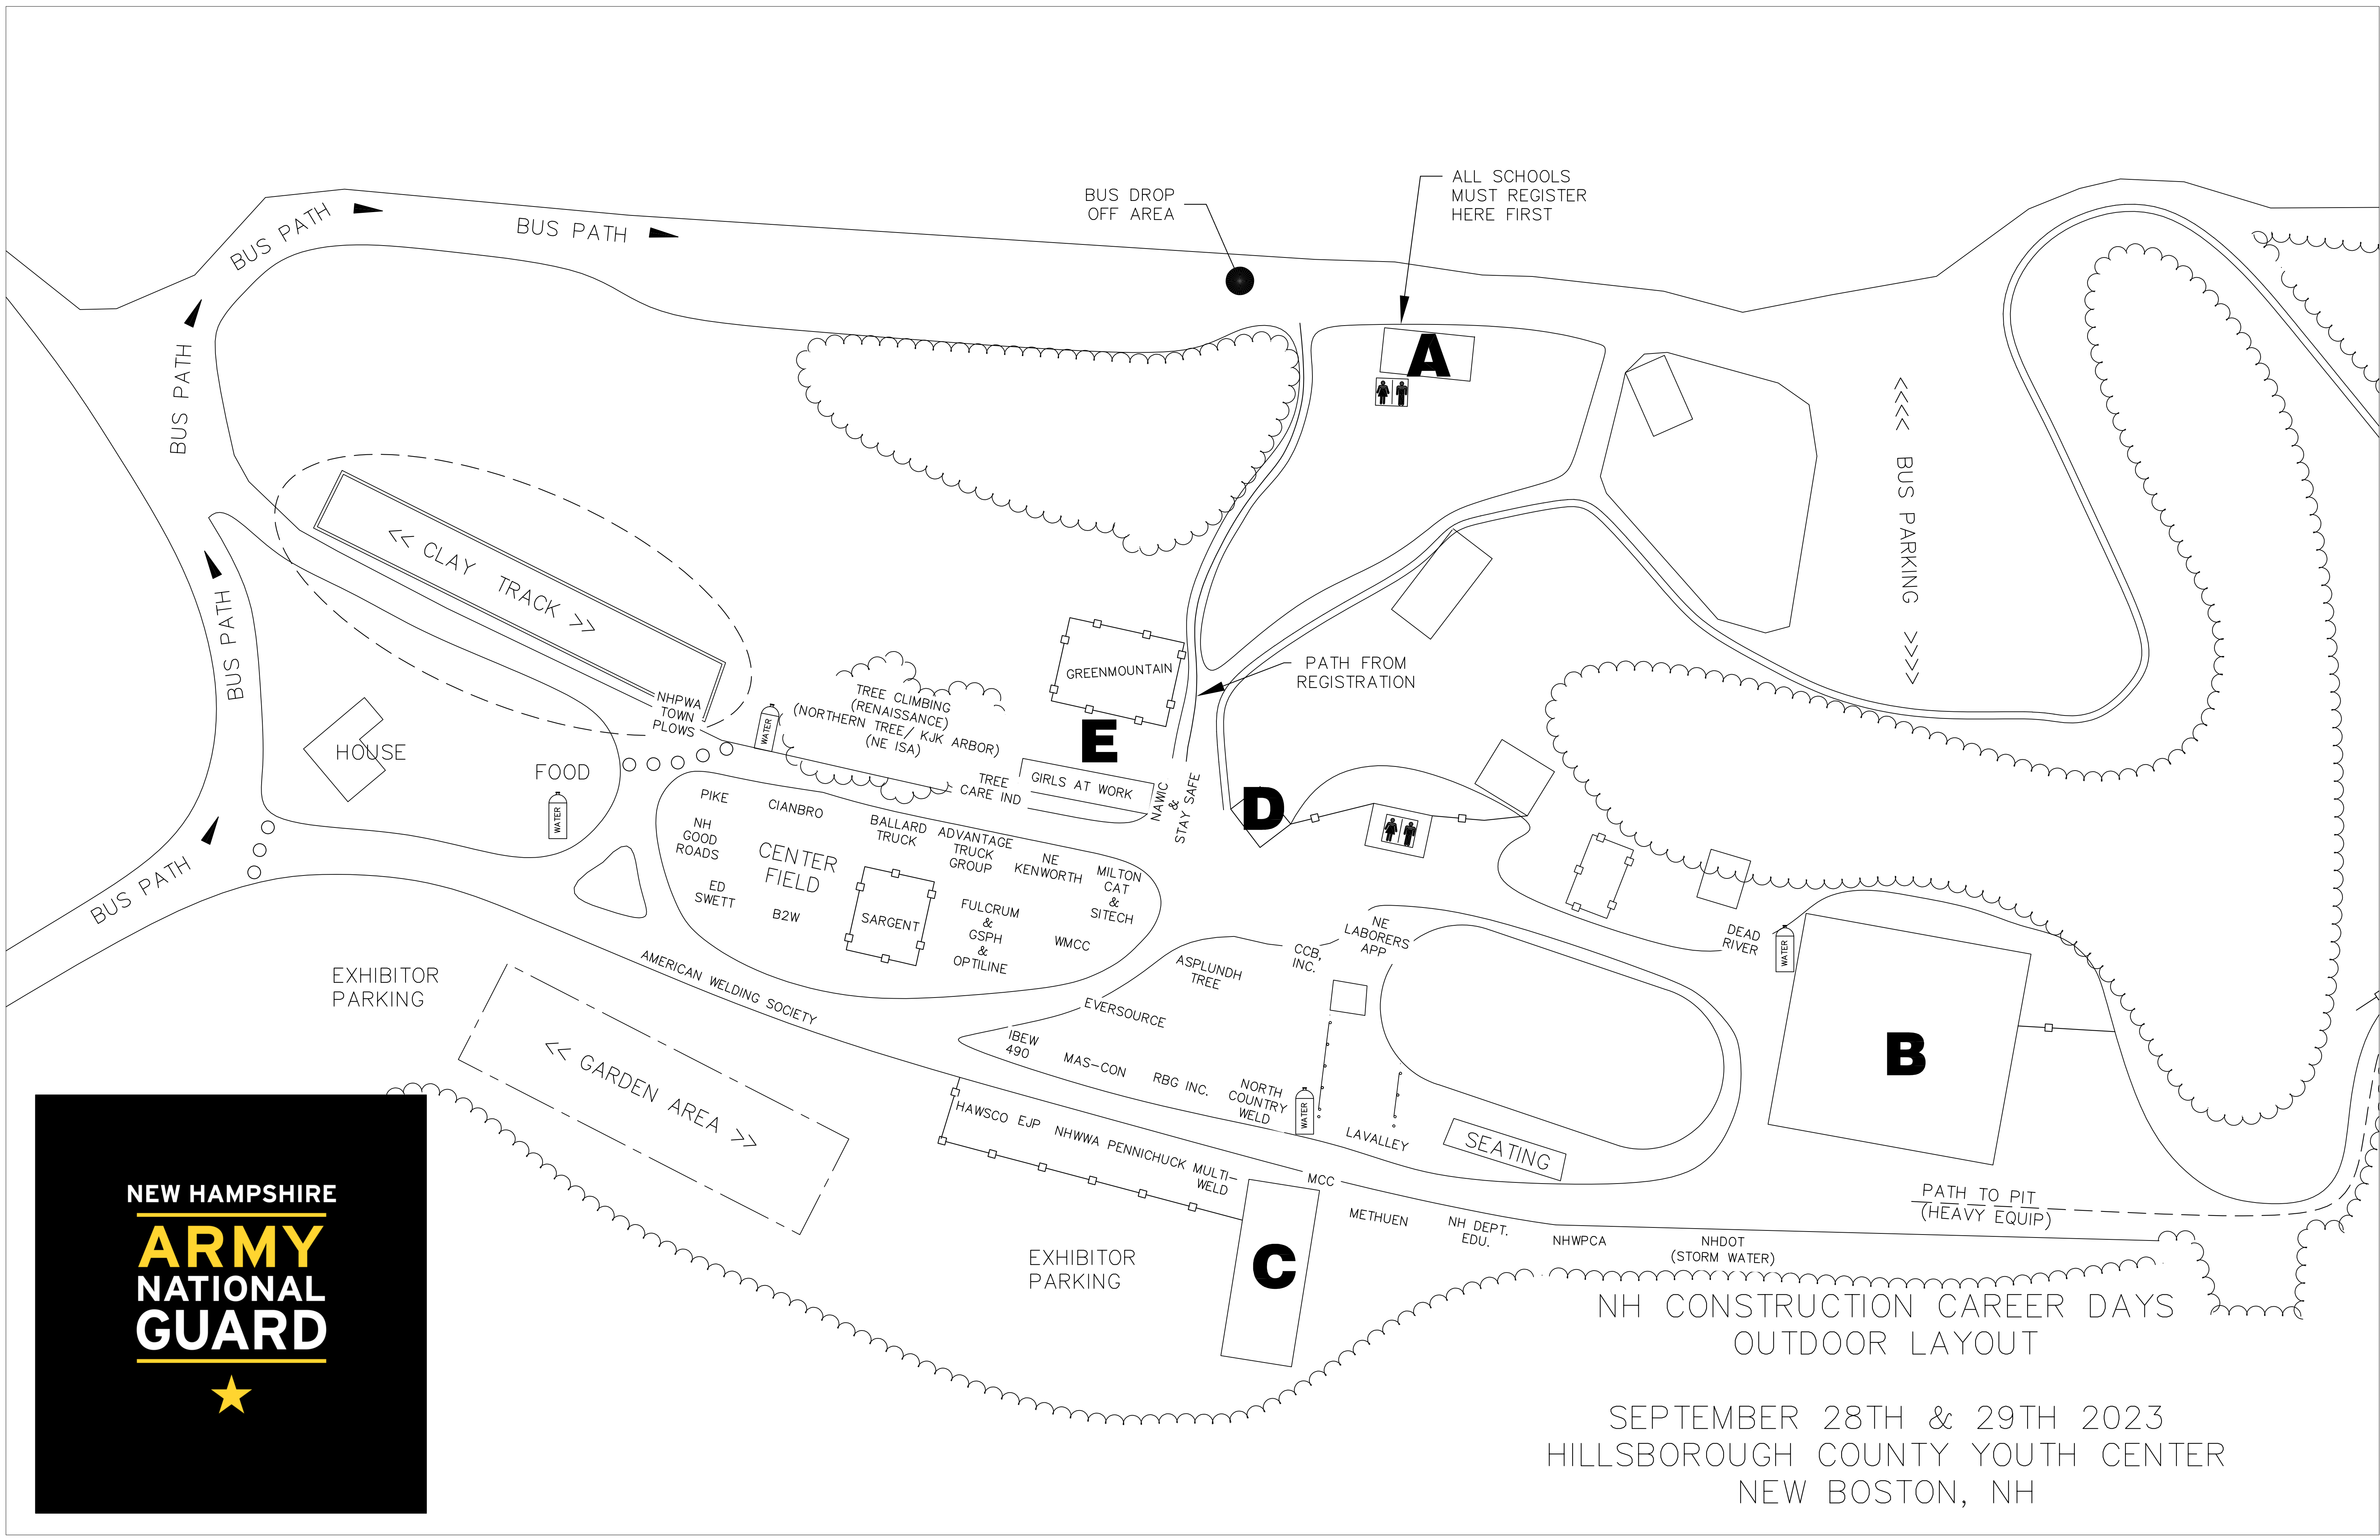 BUS DROP
OFF AREA
ALL SCHOOLS
MUST REGISTER
HERE FIRST
BUS PATH
BUS PATH
BUS PATH
BUS PATH
BUS PATH
A
<<<< BUS PARKING >>>>
<< CLAY TRACK >>
NHPWA
TOWN
PLOWS
WATER
TREE CLIMBING
(RENAISSANCE)
(NORTHERN TREE/ KJK ARBOR)
(NE ISA)
GREENMOUNTAIN
PATH FROM
REGISTRATION
E
HOUSE
FOOD
WATER
TREE
CARE IND
GIRLS AT WORK
NAWIC
&
STAY SAFE
D
PIKE
CIANBRO
NH
GOOD
ROADS
CENTER
FIELD
BALLARD
TRUCK
ADVANTAGE
TRUCK
GROUP
NE
KENWORTH
MILTON
CAT
&
SITECH
ED
SWETT
B2W
SARGENT
FULCRUM
&
GSPH
&
OPTILINE
WMCC
EXHIBITOR
PARKING
AMERICAN WELDING SOCIETY
ASPLUNDH
TREE
CCB,
INC.
NE
LABORERS
APP
DEAD
RIVER
WATER
B
EVERSOURCE
IBEW
490
MAS-CON
RBG INC.
NORTH
COUNTRY
WELD
WATER
LAVALLEY
SEATING
<< GARDEN AREA >>
HAWSCO EJP NHWWA PENNICHUCK MULTI-
WELD
MCC
METHUEN
NH DEPT.
EDU.
NHWPCA
NHDOT
(STORM WATER)
PATH TO PIT
(HEAVY EQUIP)
EXHIBITOR
PARKING
C
NEW HAMPSHIRE
ARMY
NATIONAL
GUARD
NH CONSTRUCTION CAREER DAYS
OUTDOOR LAYOUT
SEPTEMBER 28TH & 29TH 2023
HILLSBOROUGH COUNTY YOUTH CENTER
NEW BOSTON, NH